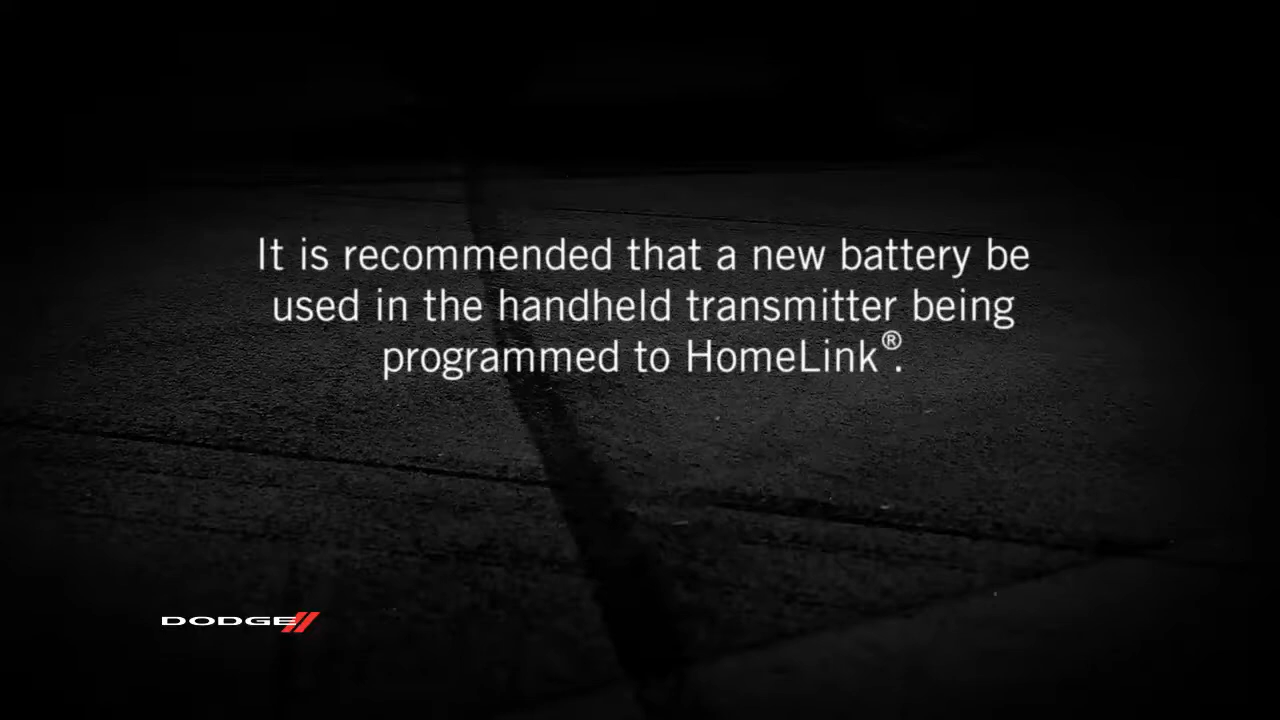 It is recommended that a new battery be
used in the handheld transmitter being
programmed to HomeLink®.
DODGE